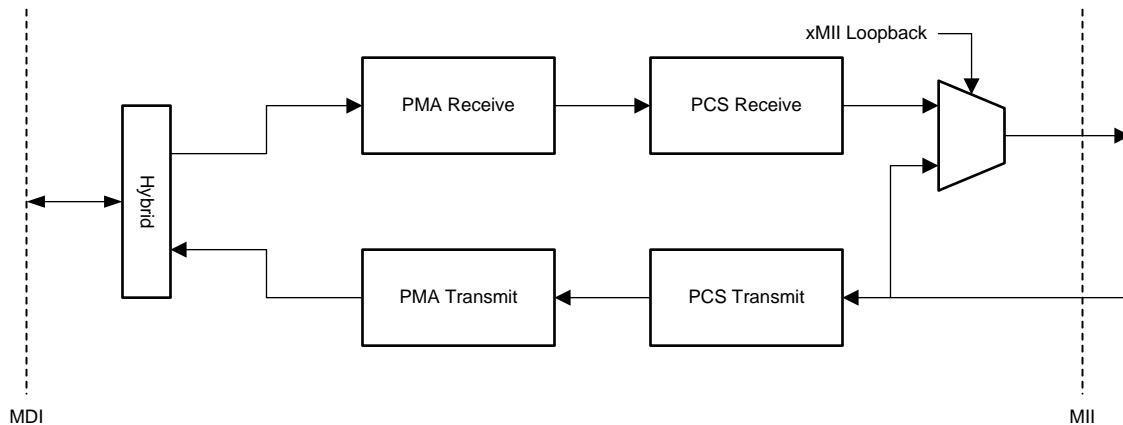 xMII Loopback
PMA Receive
PCS Receive
Hybrid
PMA Transmit
PCS Transmit
MDI
MII